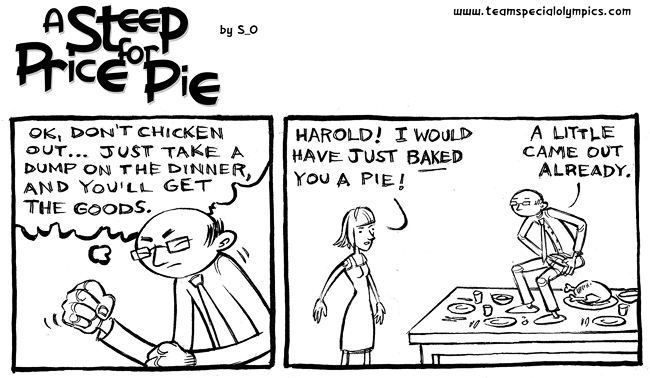 A STEEP
for
PRICE PIE
by S_O
www.teamspecialolympics.com
OK, DON'T CHICKEN
OUT... JUST TAKE A
DUMP ON THE DINNER,
AND YOU'LL GET
THE GOODS.
HAROLD! I WOULD
HAVE JUST BAKED
YOU A PIE!
A LITTLE
CAME OUT
ALREADY.